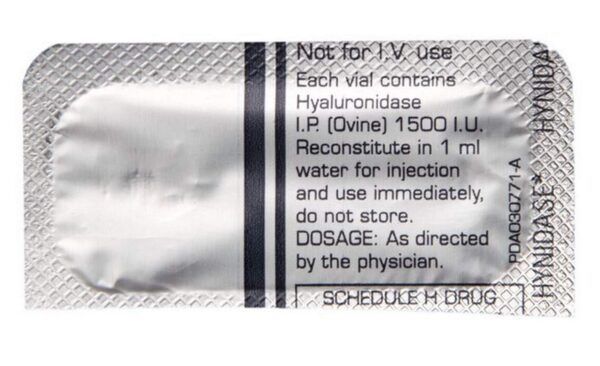 Not for I.V. use
Each vial contains
Hyaluronidase
I.P. (Ovine) 1500 I.U.
Reconstitute in 1 ml
water for injection
and use immediately,
do not store.
DOSAGE: As directed
by the physician.
SCHEDULE H DRUG
PDA030771-A
HYNIDASE* HYNIDA